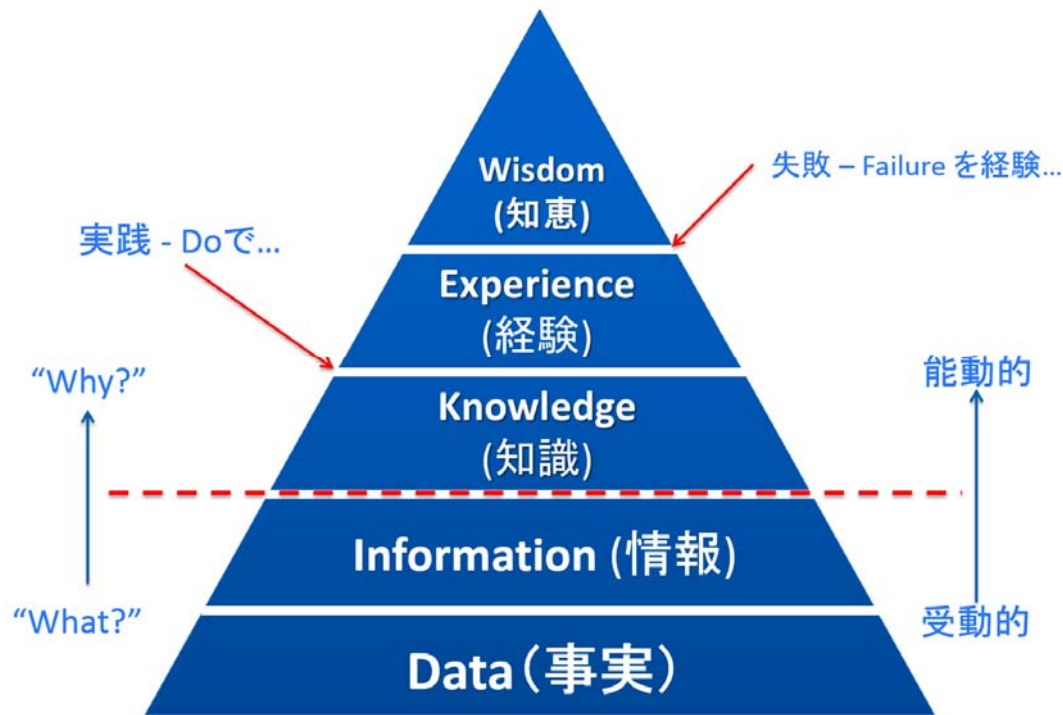 Wisdom
(知恵)
失敗 – Failure を経験…
実践 - Doで…
Experience
(経験)
“Why?”
能動的
Knowledge
(知識)
Information (情報)
“What?”
受動的
Data（事実）